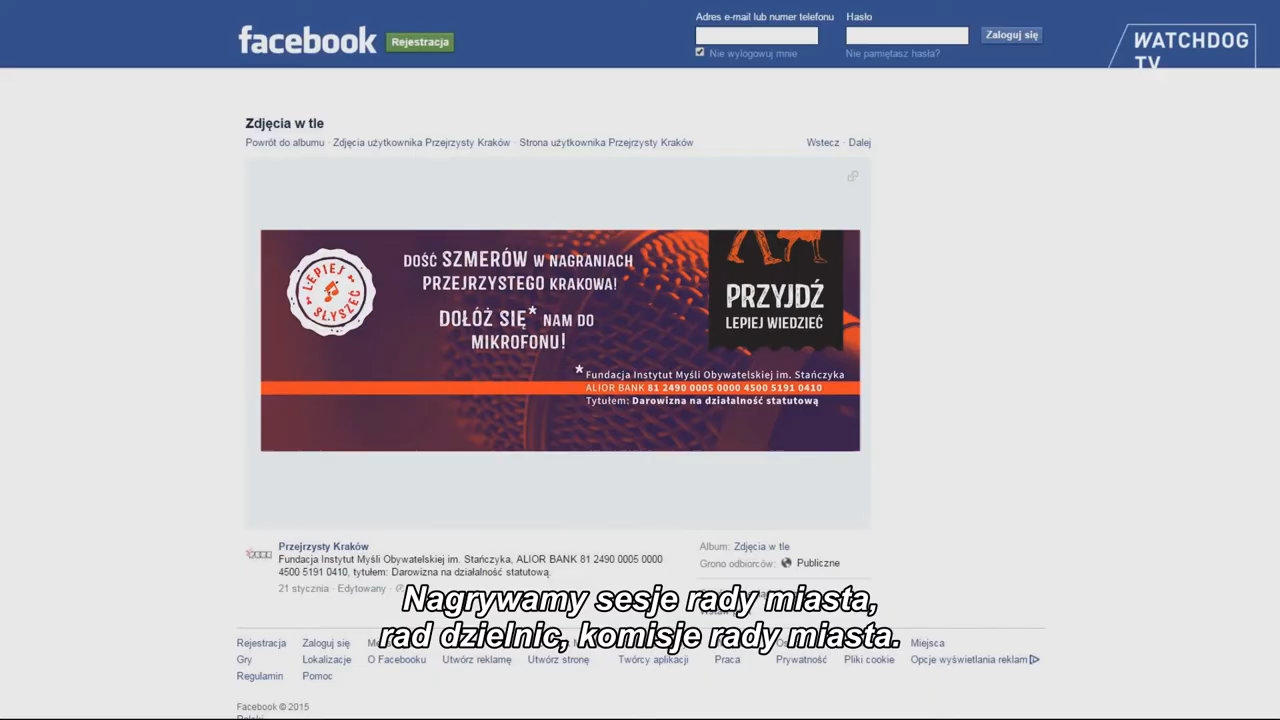 facebook
Rejestracja
Adres e-mail lub numer telefonu
Hasło
Zaloguj się
Nie wylogowuj mnie
Nie pamiętasz hasła?
WATCHDOG
TV
Zdjęcia w tle
Powrót do albumu · Zdjęcia użytkownika Przejrzysty Kraków · Strona użytkownika Przejrzysty Kraków
Wstecz · Dalej
LEPIEJ
SŁYSZEĆ
DOŚĆ SZMERÓW W NAGRANIACH
PRZEJRZYSTEGO KRAKOWA!
DOŁÓŻ SIĘ* NAM DO
MIKROFONU!
PRZYJDŹ
LEPIEJ WIEDZIEĆ
* Fundacja Instytut Myśli Obywatelskiej im. Stańczyka
ALIOR BANK 81 2490 0005 0000 4500 5191 0410
Tytułem: Darowizna na działalność statutową
Przejrzysty Kraków
Fundacja Instytut Myśli Obywatelskiej im. Stańczyka, ALIOR BANK 81 2490 0005 0000
4500 5191 0410, tytułem: Darowizna na działalność statutową.
21 stycznia · Edytowany ·
Album: Zdjęcia w tle
Grono odbiorców: Publiczne
Nagrywamy sesje rady miasta,
rad dzielnic, komisje rady miasta.
Rejestracja Zaloguj się Miejsca
Gry Lokalizacje O Facebooku Utwórz reklamę Utwórz stronę Twórcy aplikacji Praca Prywatność Pliki cookie Opcje wyświetlania reklam
Regulamin Pomoc
Facebook © 2015
Polski